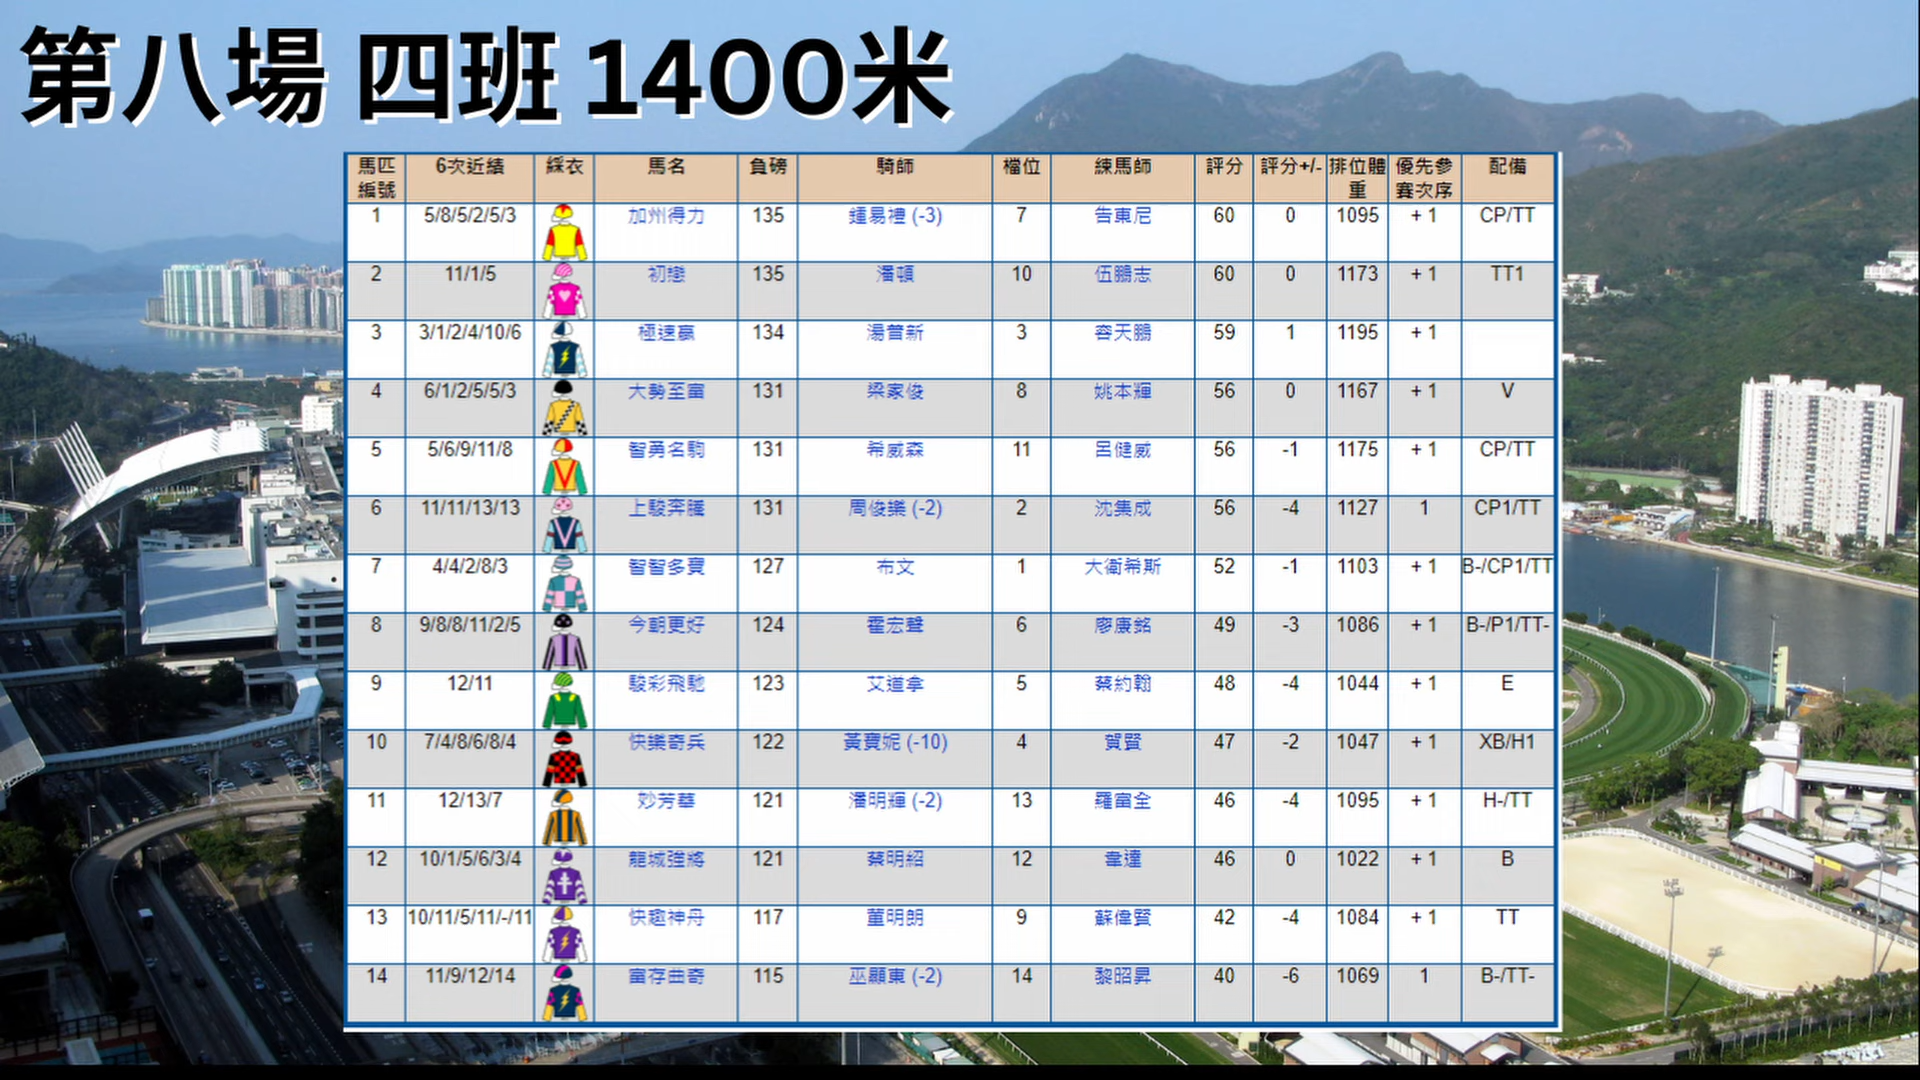 第八場 四班 1400米
馬匹編號 6次近績 綵衣 馬名 負磅 騎師 檔位 練馬師 評分 評分+/- 排位體重 優先參賽次序 配備
1 5/8/5/2/5/3 加州得力 135 鍾易禮 (-3) 7 告東尼 60 0 1095 + 1 CP/TT
2 11/1/5 初戀 135 潘頓 10 伍鵬志 60 0 1173 + 1 TT1
3 3/1/2/4/10/6 極速贏 134 湯普新 3 容天鵬 59 1 1195 + 1
4 6/1/2/5/5/3 大勢至富 131 梁家俊 8 姚本輝 56 0 1167 + 1 V
5 5/6/9/11/8 智勇名駒 131 希威森 11 呂健威 56 -1 1175 + 1 CP/TT
6 11/11/13/13 上駿奔騰 131 周俊樂 (-2) 2 沈集成 56 -4 1127 1 CP1/TT
7 4/4/2/8/3 智智多寶 127 布文 1 大衛希斯 52 -1 1103 + 1 B-/CP1/TT
8 9/8/8/11/2/5 今朝更好 124 霍宏聲 6 廖康銘 49 -3 1086 + 1 B-/P1/TT-
9 12/11 駿彩飛馳 123 艾道拿 5 蔡約翰 48 -4 1044 + 1 E
10 7/4/8/6/8/4 快樂奇兵 122 黃寶妮 (-10) 4 賀賢 47 -2 1047 + 1 XB/H1
11 12/13/7 妙芳華 121 潘明輝 (-2) 13 羅富全 46 -4 1095 + 1 H-/TT
12 10/1/5/6/3/4 龍城強將 121 蔡明紹 12 韋達 46 0 1022 + 1 B
13 10/11/5/11/-/11 快趣神舟 117 董明朗 9 蘇偉賢 42 -4 1084 + 1 TT
14 11/9/12/14 富存曲奇 115 巫顯東 (-2) 14 黎昭昇 40 -6 1069 1 B-/TT-